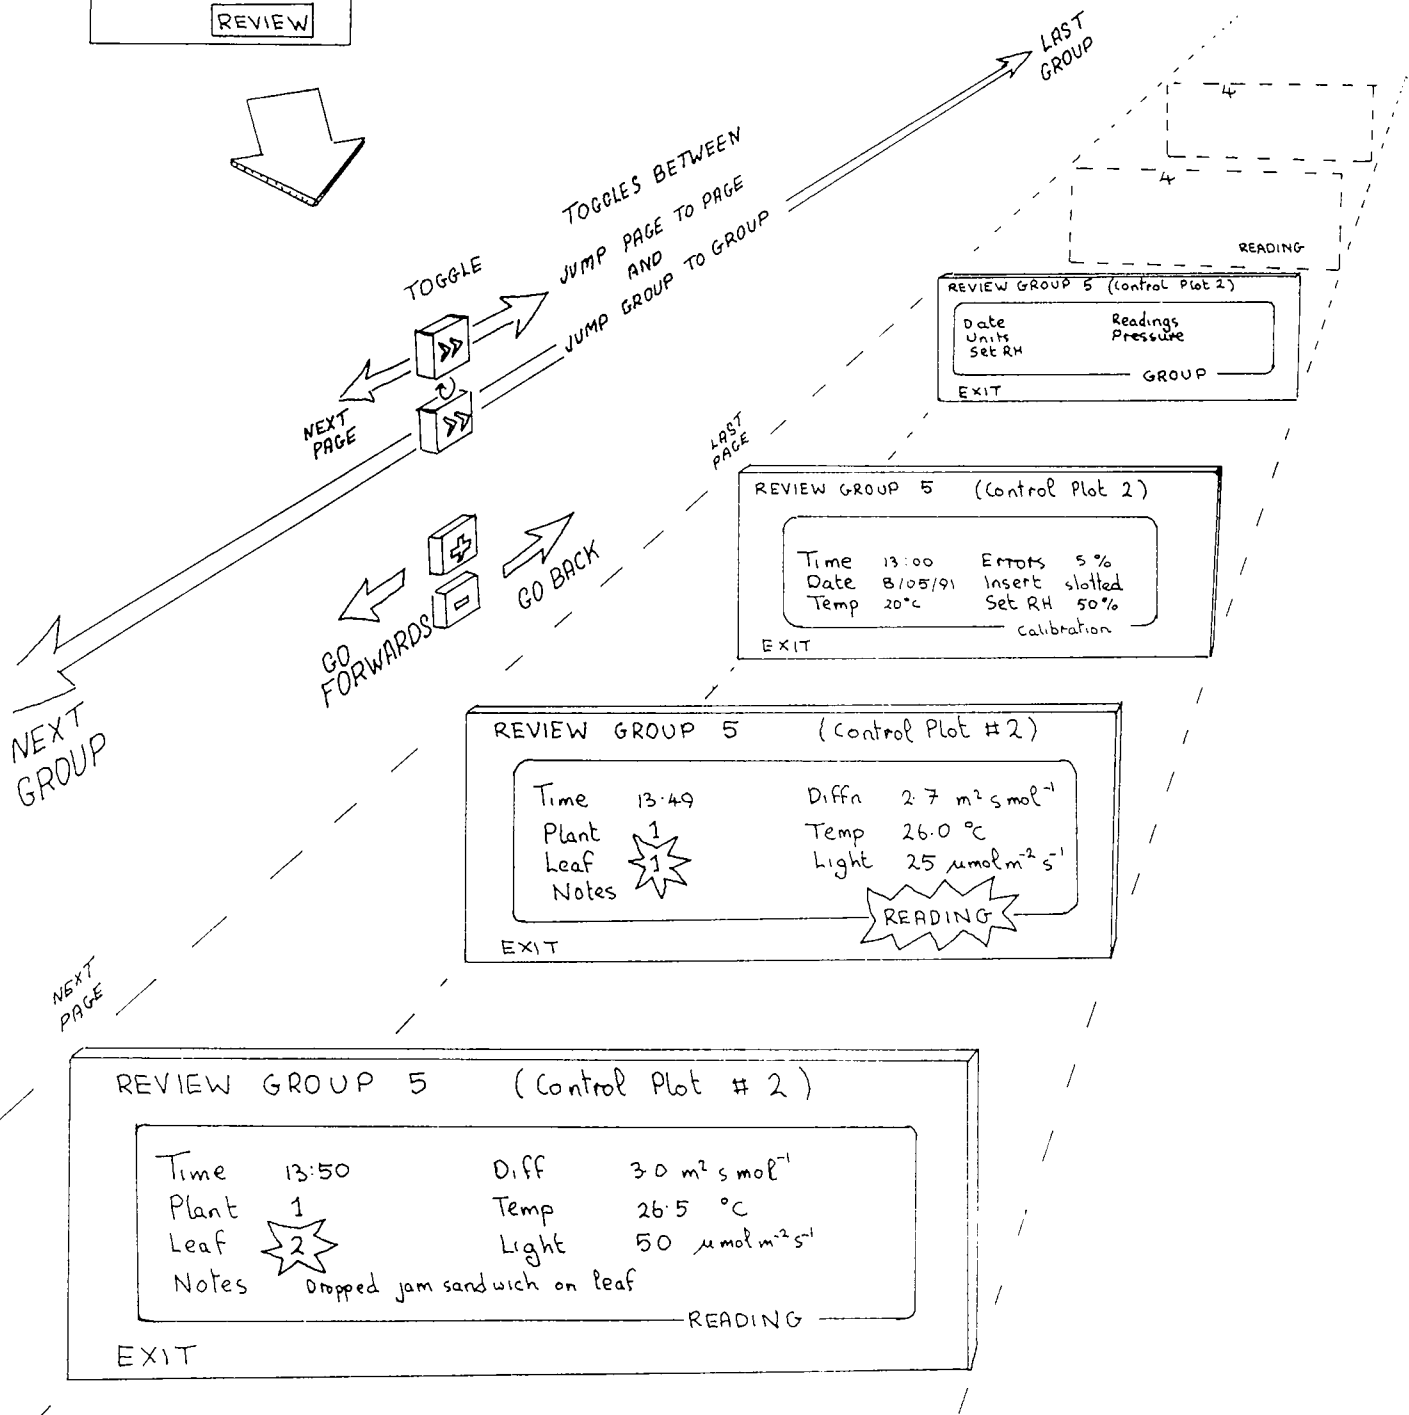 REVIEW
LAST
GROUP
TOGGLES BETWEEN
JUMP PAGE TO PAGE
AND
JUMP GROUP TO GROUP
TOGGLE
»
NEXT
PAGE
»
+
-
GO BACK
GO
FORWARDS
NEXT
GROUP
4
4
READING
REVIEW GROUP 5 (Control Plot 2)
Date Readings
Units Pressure
Set RH
GROUP
EXIT
LAST
PAGE
REVIEW GROUP 5 (Control Plot 2)
Time 13:00 Errors 5%
Date 8/05/91 Insert slotted
Temp 20°C Set RH 50%
Calibration
EXIT
REVIEW GROUP 5 (Control Plot #2)
Time 13.49 Diffn 2.7 m² s mol⁻¹
Plant 1 Temp 26.0 °C
Leaf 1 Light 25 µmol m⁻² s⁻¹
Notes
READING
EXIT
NEXT
PAGE
REVIEW GROUP 5 (Control Plot # 2)
Time 13:50 Diff 3.0 m² s mol⁻¹
Plant 1 Temp 26.5 °C
Leaf 2 Light 50 µmol m⁻² s⁻¹
Notes Dropped jam sandwich on leaf
READING
EXIT